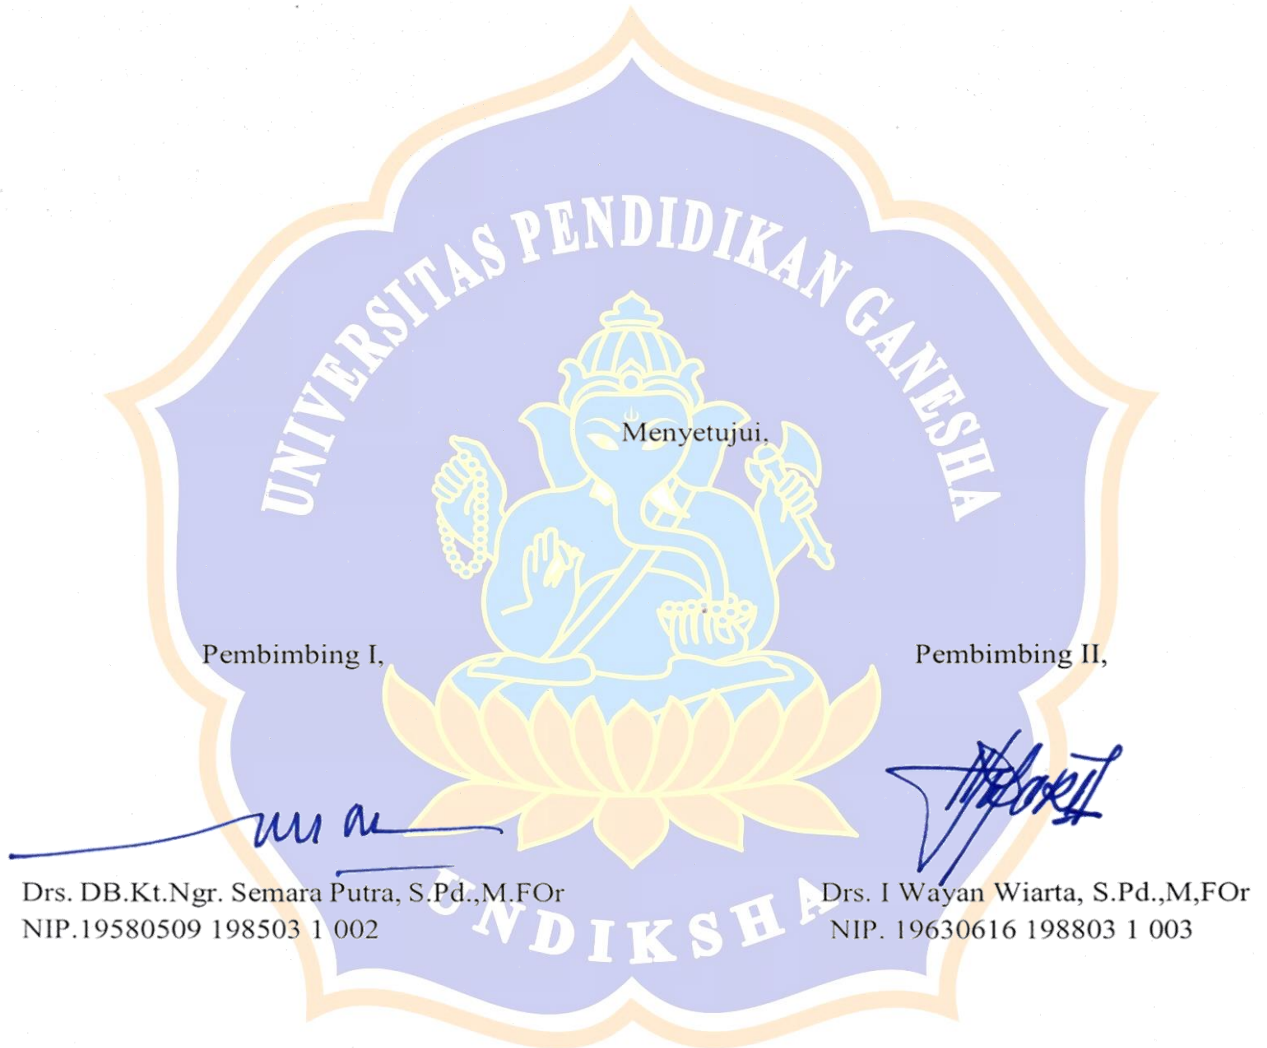 UNIVERSITAS PENDIDIKAN GANESHA
Menyetujui,
Pembimbing I,
Pembimbing II,
Drs. DB.Kt.Ngr. Semara Putra, S.Pd.,M.FOr
NIP.19580509 198503 1 002
Drs. I Wayan Wiarta, S.Pd.,M,FOr
NIP. 19630616 198803 1 003
UNDIKSHA